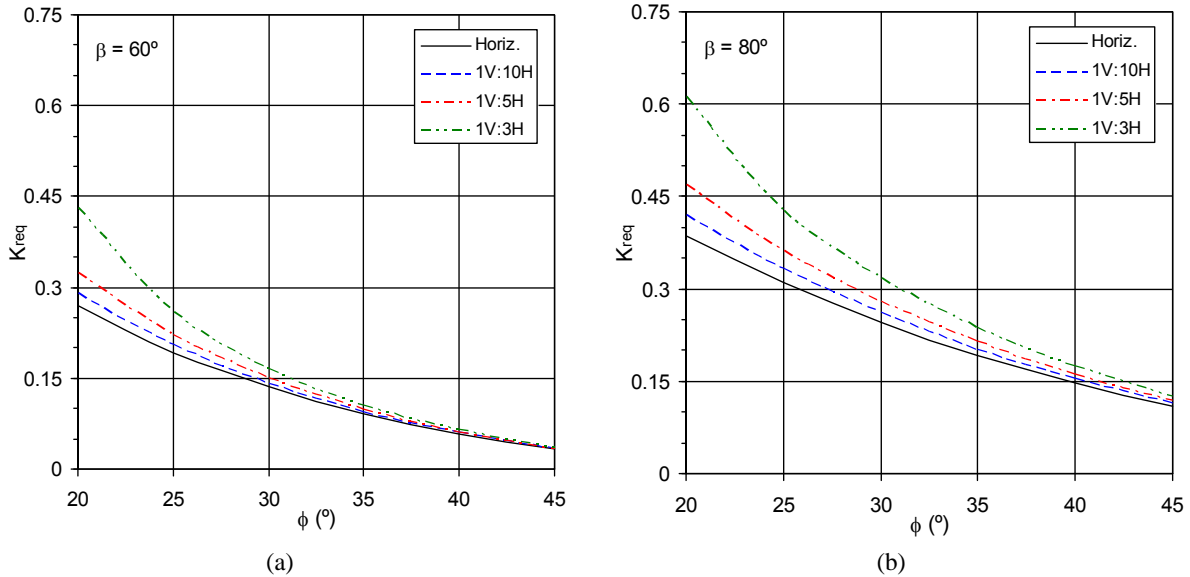 0.75
0.6
0.45
0.3
0.15
0
K_req
β = 60º
Horiz.
1V:10H
1V:5H
1V:3H
20 25 30 35 40 45
ϕ (º)
(a)
0.75
0.6
0.45
0.3
0.15
0
K_req
β = 80º
Horiz.
1V:10H
1V:5H
1V:3H
20 25 30 35 40 45
ϕ (º)
(b)